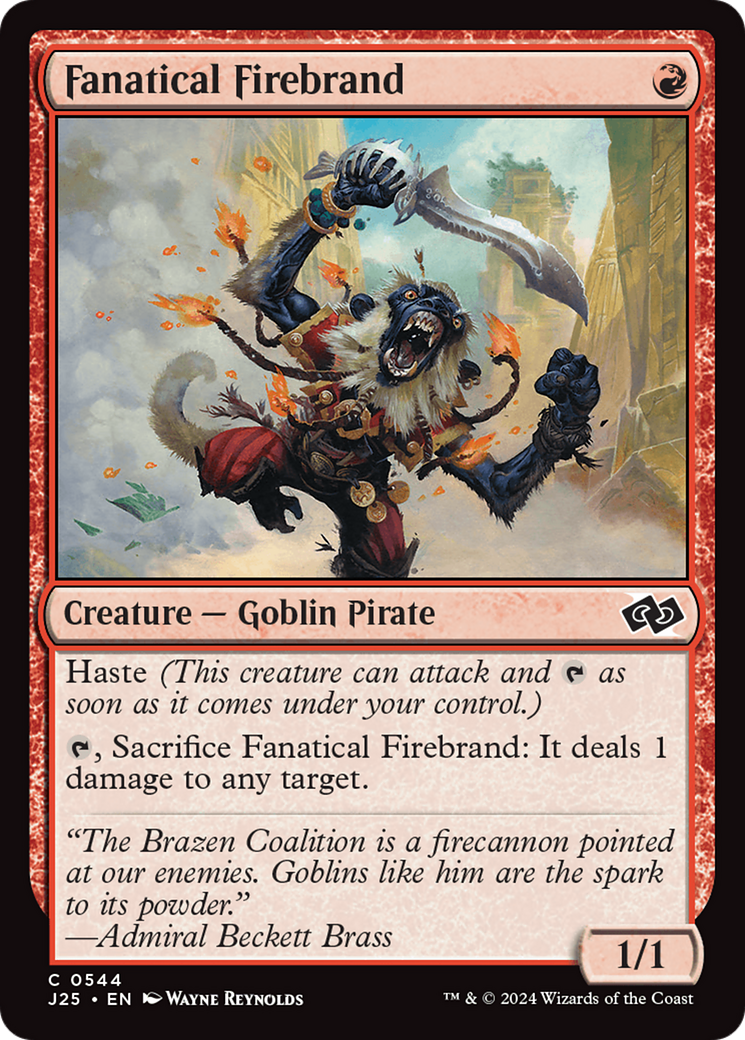 Fanatical Firebrand
Creature — Goblin Pirate
Haste (This creature can attack and as
soon as it comes under your control.)
, Sacrifice Fanatical Firebrand: It deals 1
damage to any target.
“The Brazen Coalition is a firecannon pointed
at our enemies. Goblins like him are the spark
to its powder.”
—Admiral Beckett Brass
1/1
C 0544
J25 • EN Wayne Reynolds
™ & © 2024 Wizards of the Coast